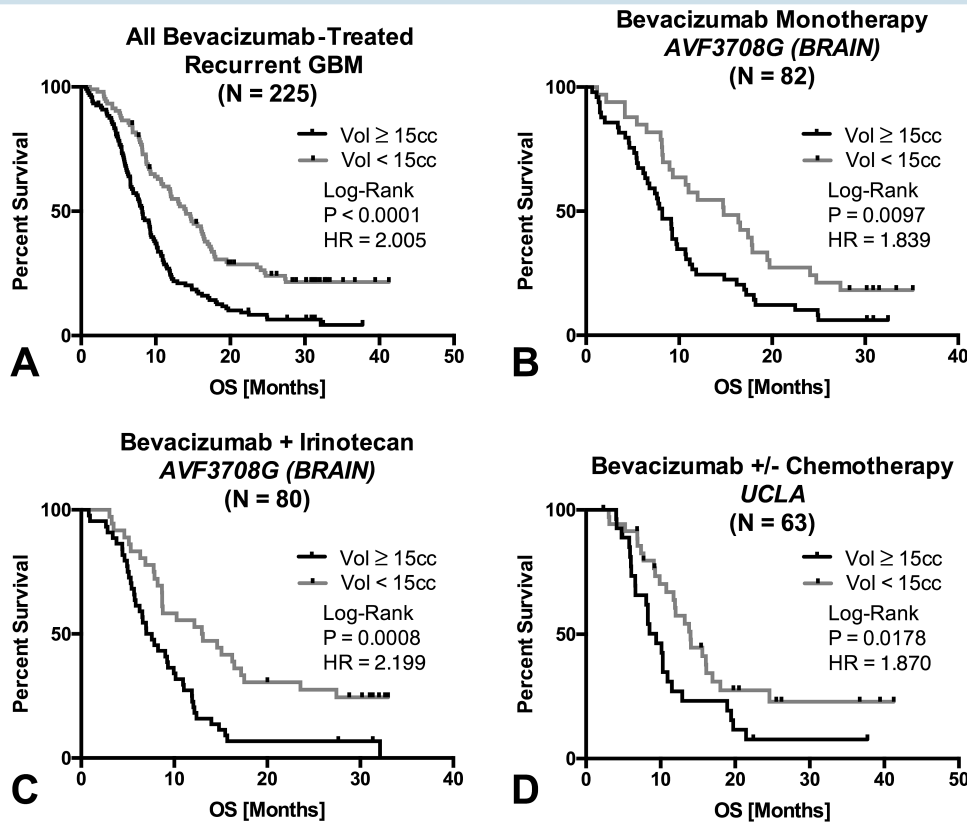 All Bevacizumab-Treated
Recurrent GBM
(N = 225)
Percent Survival
100
50
0
Vol ≥ 15cc
Vol < 15cc
Log-Rank
P < 0.0001
HR = 2.005
0 10 20 30 40 50
OS [Months]
A
Bevacizumab Monotherapy
AVF3708G (BRAIN)
(N = 82)
Percent Survival
100
50
0
Vol ≥ 15cc
Vol < 15cc
Log-Rank
P = 0.0097
HR = 1.839
0 10 20 30 40
OS [Months]
B
Bevacizumab + Irinotecan
AVF3708G (BRAIN)
(N = 80)
Percent Survival
100
50
0
Vol ≥ 15cc
Vol < 15cc
Log-Rank
P = 0.0008
HR = 2.199
0 10 20 30 40
OS [Months]
C
Bevacizumab +/- Chemotherapy
UCLA
(N = 63)
Percent Survival
100
50
0
Vol ≥ 15cc
Vol < 15cc
Log-Rank
P = 0.0178
HR = 1.870
0 10 20 30 40 50
OS [Months]
D